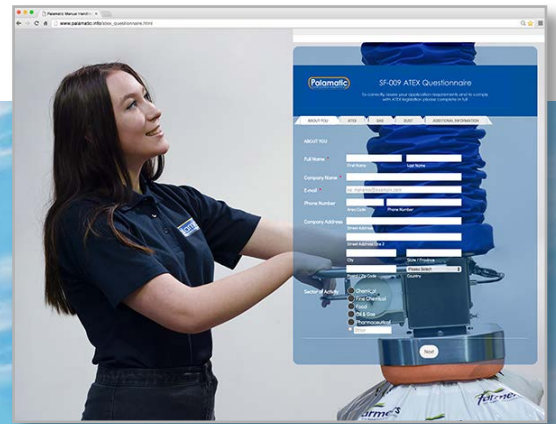 Palamatic Manual Handli
www.palamatic.info/atex_questionnaire.html
Palamatic
SF-009 ATEX Questionnaire
To correctly assess your application requirements and to comply
with ATEX legislation please complete in full
ABOUT YOU ATEX GAS DUST ADDITIONAL INFORMATION
ABOUT YOU
Full Name *
First Name Last Name
Company Name *
E-mail *
Phone Number
Area Code Phone Number
Company Address
Street Address
Street Address Line 2
City State / Province
Please Select
Postal / Zip Code Country
Sector of Activity
Chemical
Fine Chemical
Food
Oil & Gas
Pharmaceutical
Other
Next
farmer's